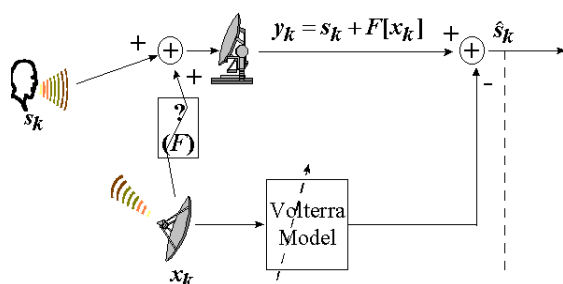 +
+
y_k = s_k + F[x_k]
+
ŝ_k
+
+
-
s_k
?
(F)
Volterra
Model
x_k